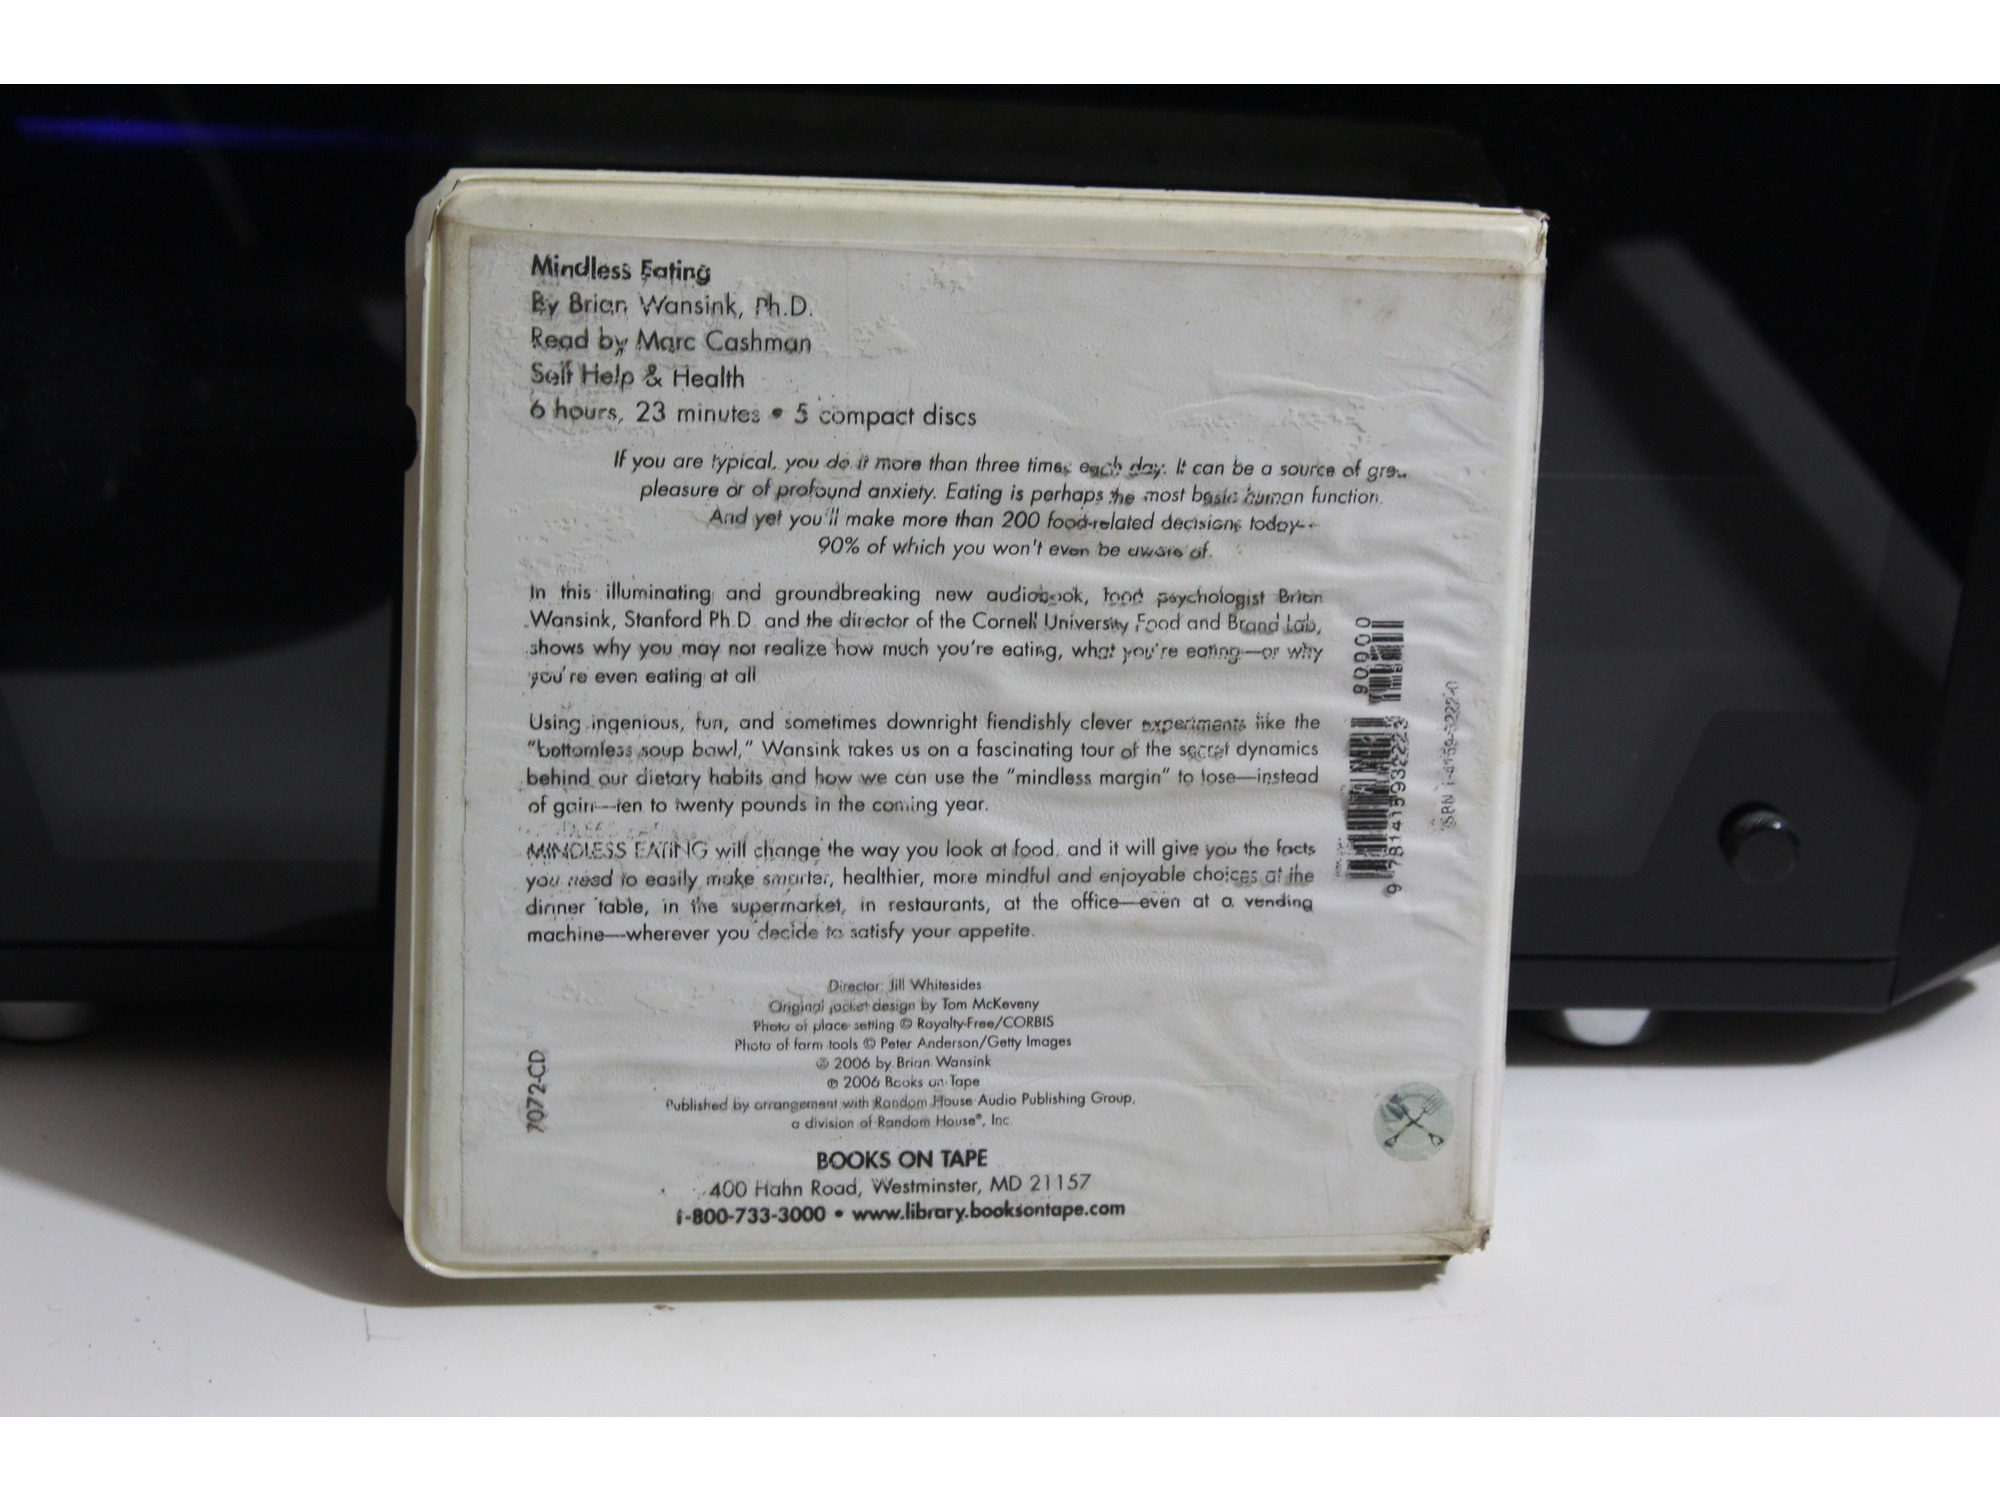 Mindless Eating
By Brian Wansink, Ph.D.
Read by Marc Cashman
Self Help & Health
6 hours, 23 minutes • 5 compact discs
If you are typical, you do it more than three times each day. It can be a source of
pleasure or of profound anxiety. Eating is perhaps the most basic human function.
And yet you'll make more than 200 food-related decisions today--
90% of which you won't even be aware of.
In this illuminating and groundbreaking new audiobook, food psychologist Brian
Wansink, Stanford Ph.D. and the director of the Cornell University Food and Brand Lab,
shows why you may not realize how much you're eating, what you're eating—or why
you're even eating at all
Using ingenious, fun, and sometimes downright fiendishly clever experiments like the
"bottomless soup bowl," Wansink takes us on a fascinating tour of the secret dynamics
behind our dietary habits and how we can use the "mindless margin" to lose—instead
of gain—ten to twenty pounds in the coming year.
MINDLESS EATING will change the way you look at food, and it will give you the facts
you need to easily make smarter, healthier, more mindful and enjoyable choices at the
dinner table, in the supermarket, in restaurants, at the office—even at a vending
machine—wherever you decide to satisfy your appetite.
Director: Jill Whitesides
Original jacket design by Tom McKeveny
Photo of place setting © Royalty-Free/CORBIS
Photo of farm tools © Peter Anderson/Getty Images
© 2006 by Brian Wansink
℗ 2006 Books on Tape
Published by arrangement with Random House Audio Publishing Group,
a division of Random House®, Inc.
BOOKS ON TAPE
400 Hahn Road, Westminster, MD 21157
1-800-733-3000 • www.library.booksontape.com
7072-CD
90000
9 781415 932223
ISBN